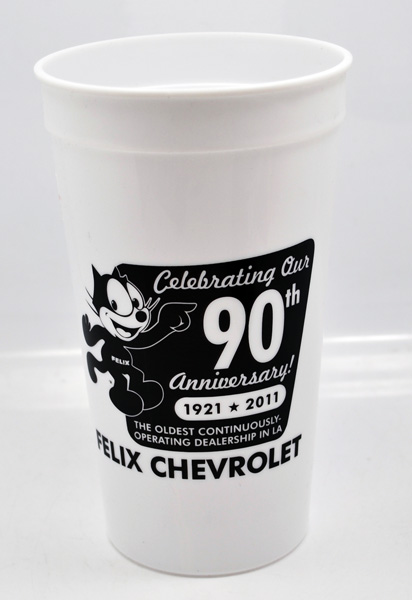 Celebrating Our
90th
Anniversary!
1921 ★ 2011
FELIX
THE OLDEST CONTINUOUSLY-
OPERATING DEALERSHIP IN LA
FELIX CHEVROLET